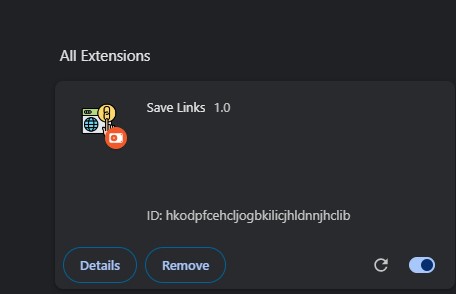 All Extensions
Save Links 1.0
ID: hkodpfcehcljogbkilicjhldnnjhclib
Details Remove